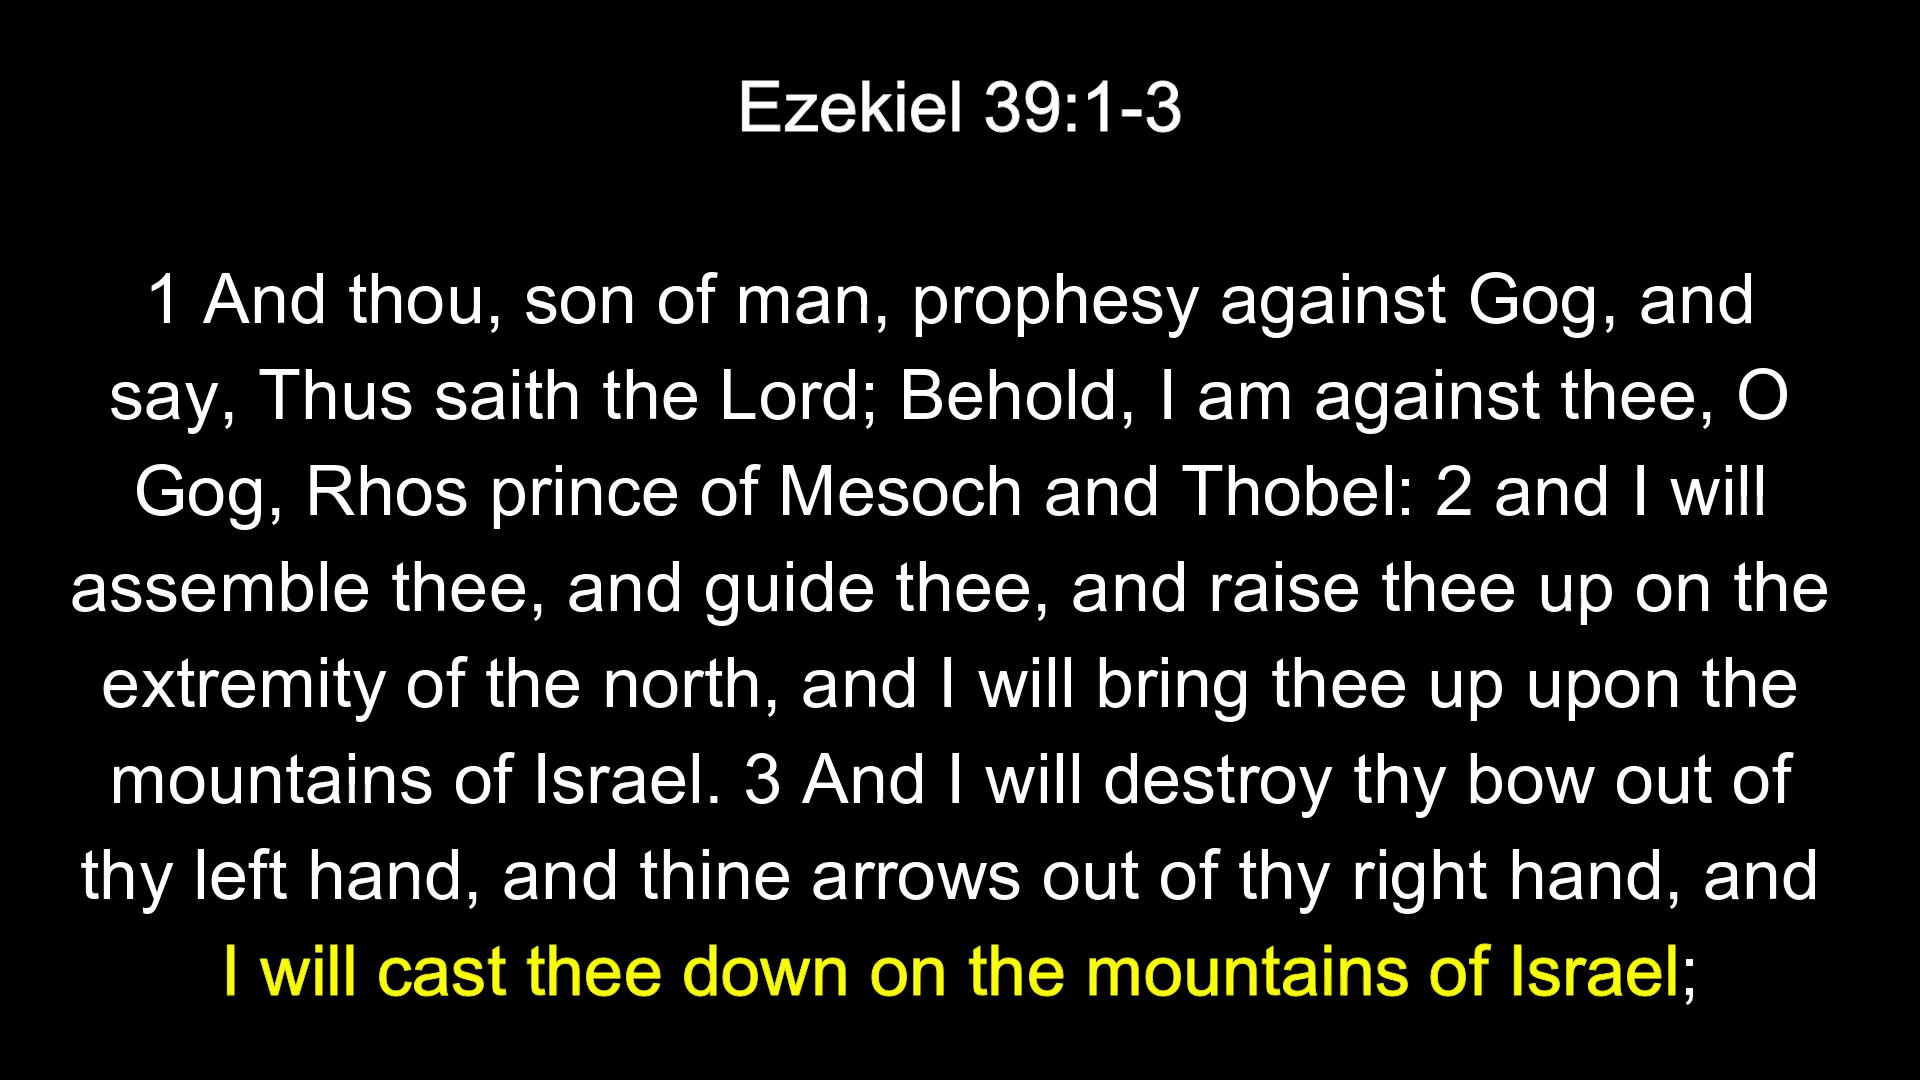 Ezekiel 39:1-3
1 And thou, son of man, prophesy against Gog, and
say, Thus saith the Lord; Behold, I am against thee, O
Gog, Rhos prince of Mesoch and Thobel: 2 and I will
assemble thee, and guide thee, and raise thee up on the
extremity of the north, and I will bring thee up upon the
mountains of Israel. 3 And I will destroy thy bow out of
thy left hand, and thine arrows out of thy right hand, and
I will cast thee down on the mountains of Israel;